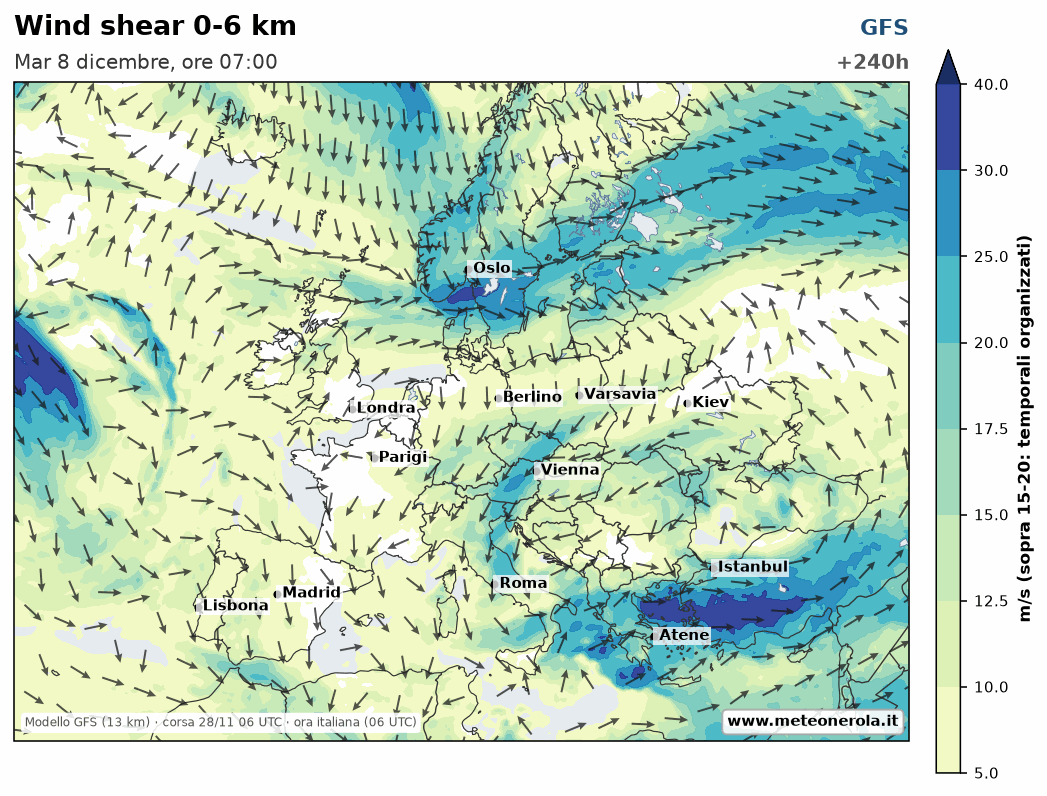 Wind shear 0-6 km
GFS
Mar 8 dicembre, ore 07:00
+240h
40.0
30.0
25.0
20.0
17.5
15.0
12.5
10.0
5.0
m/s (sopra 15-20: temporali organizzati)
Oslo
Berlino
Varsavia
Kiev
Londra
Parigi
Vienna
Istanbul
Roma
Madrid
Lisbona
Atene
Modello GFS (13 km) · corsa 28/11 06 UTC · ora italiana (06 UTC)
www.meteonerola.it